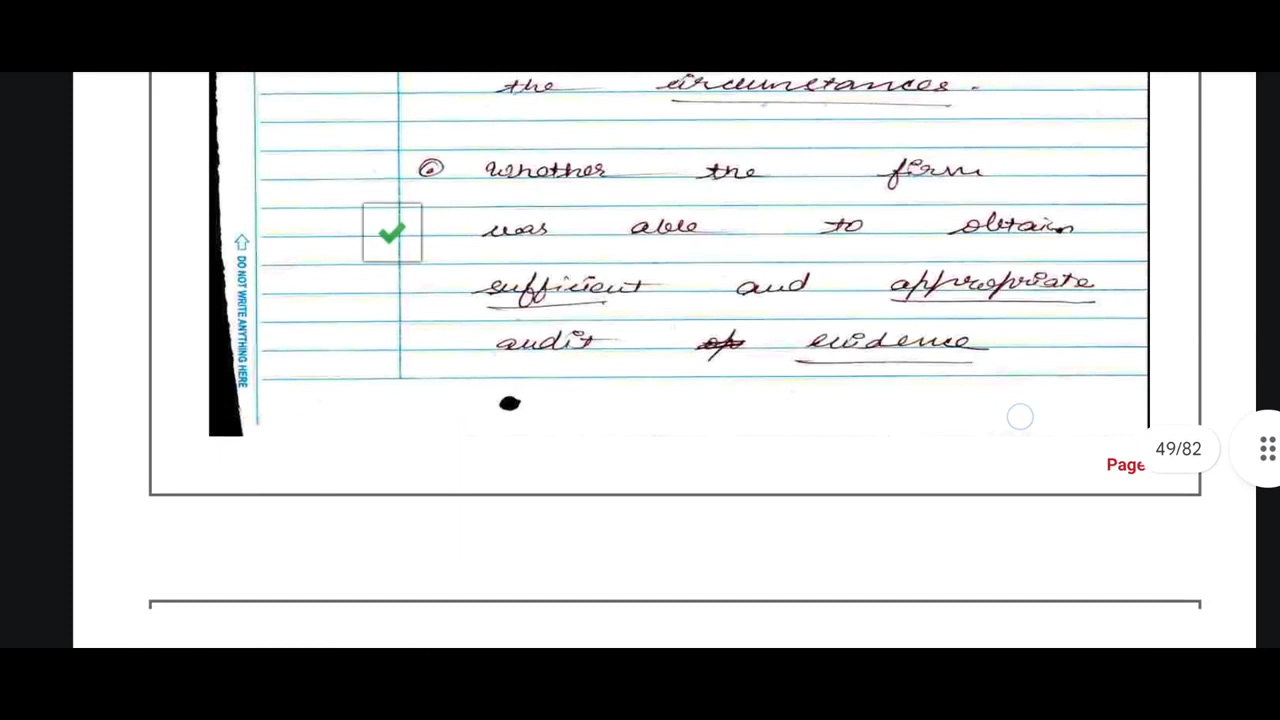 the circumstances.
Whether the firm
was able to obtain
sufficient and appropriate
audit evidence
DO NOT WRITE ANYTHING HERE
49/82
Page